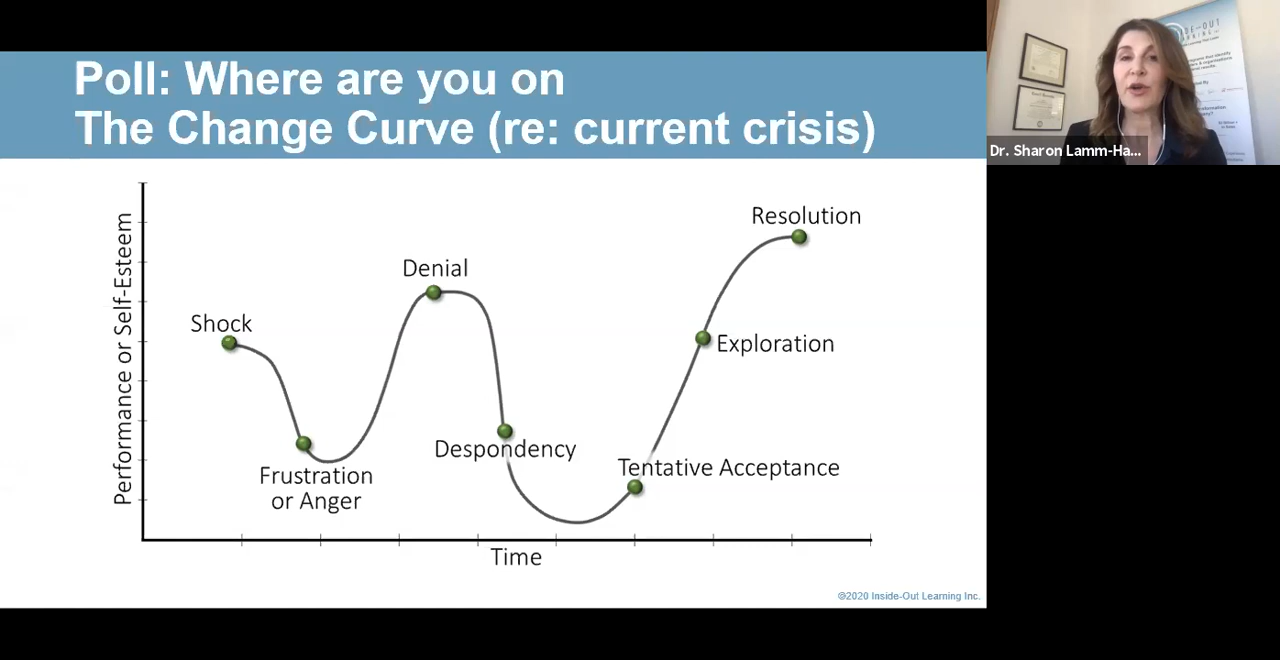 Poll: Where are you on
The Change Curve (re: current crisis)
Performance or Self-Esteem
Shock
Frustration
or Anger
Denial
Despondency
Tentative Acceptance
Exploration
Resolution
Time
©2020 Inside-Out Learning Inc.
Dr. Sharon Lamm-Ha...